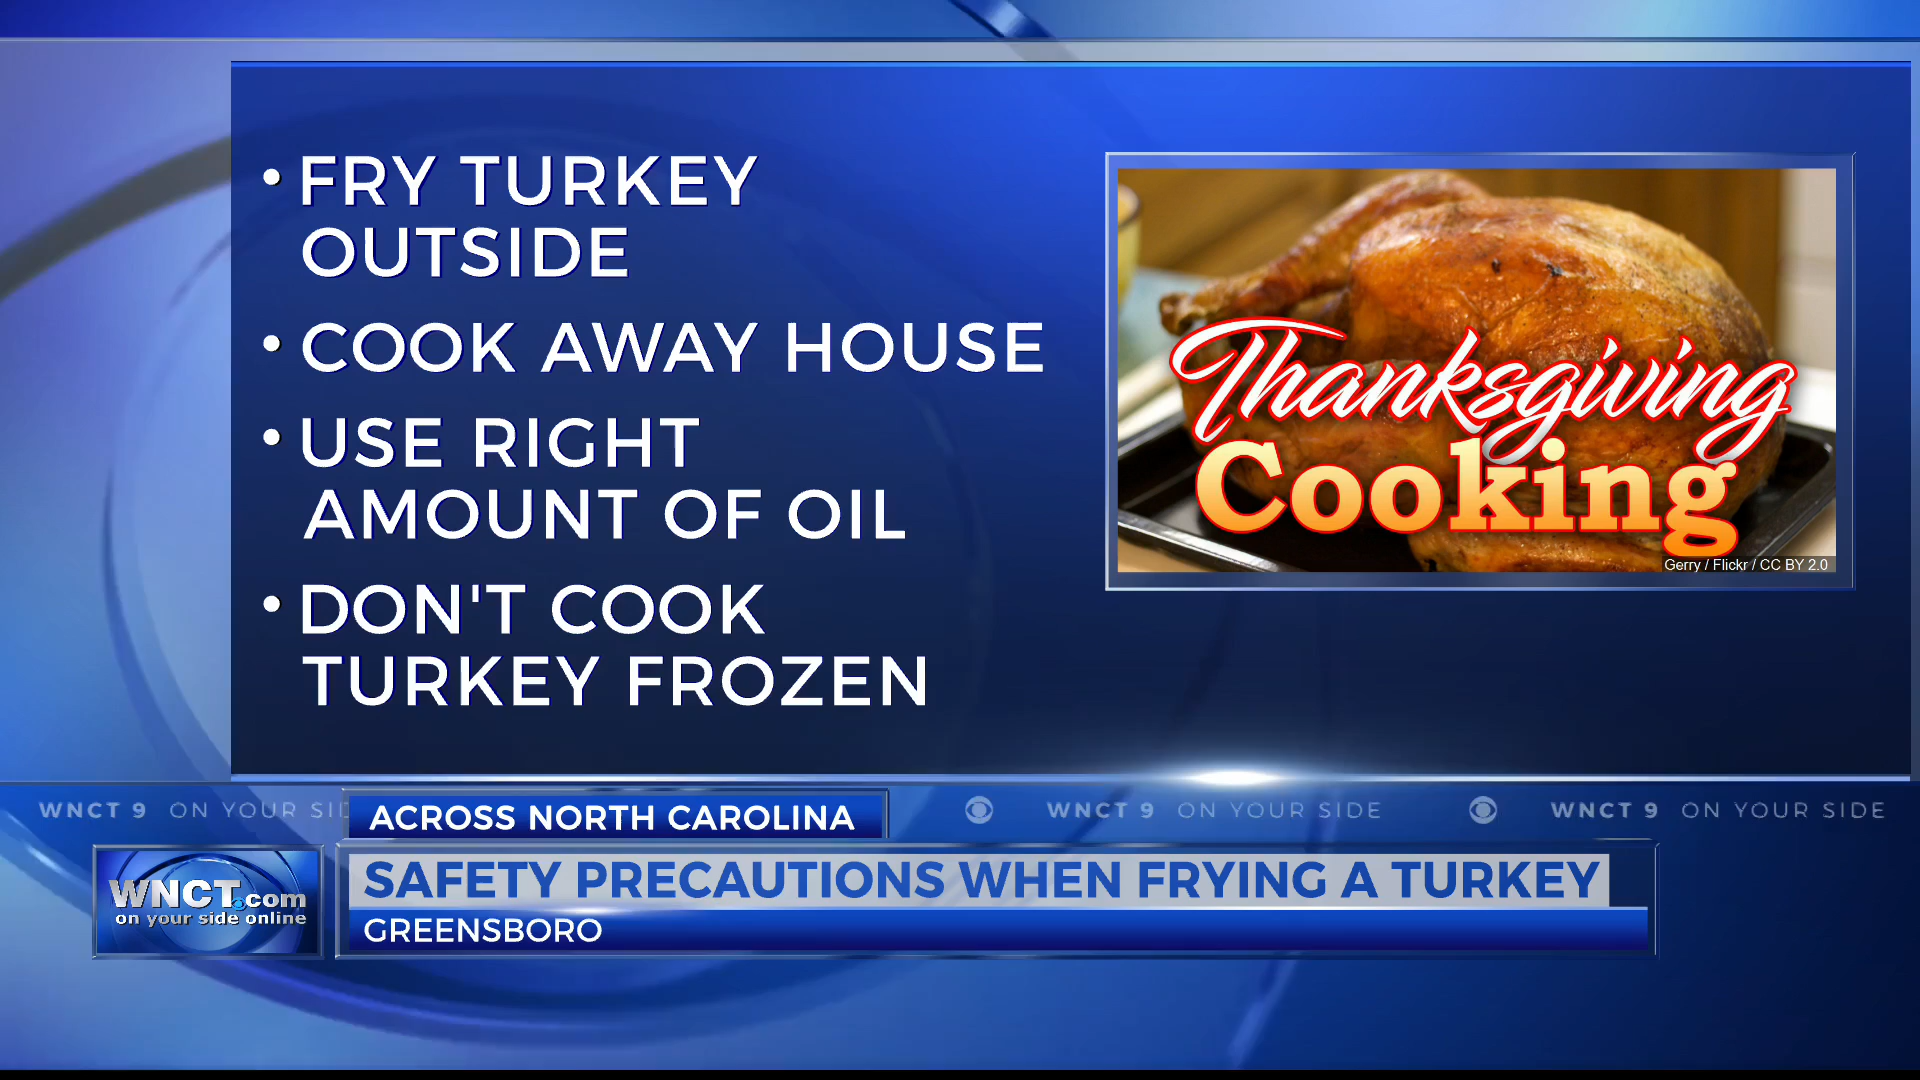 • FRY TURKEY
OUTSIDE
• COOK AWAY HOUSE
• USE RIGHT
AMOUNT OF OIL
• DON'T COOK
TURKEY FROZEN
Thanksgiving
Cooking
Gerry / Flickr / CC BY 2.0
WNCT 9 ON YOUR SID
WNCT 9 ON YOUR SIDE
WNCT 9 ON YOUR SIDE
ACROSS NORTH CAROLINA
SAFETY PRECAUTIONS WHEN FRYING A TURKEY
GREENSBORO
WNCT.com
on your side online